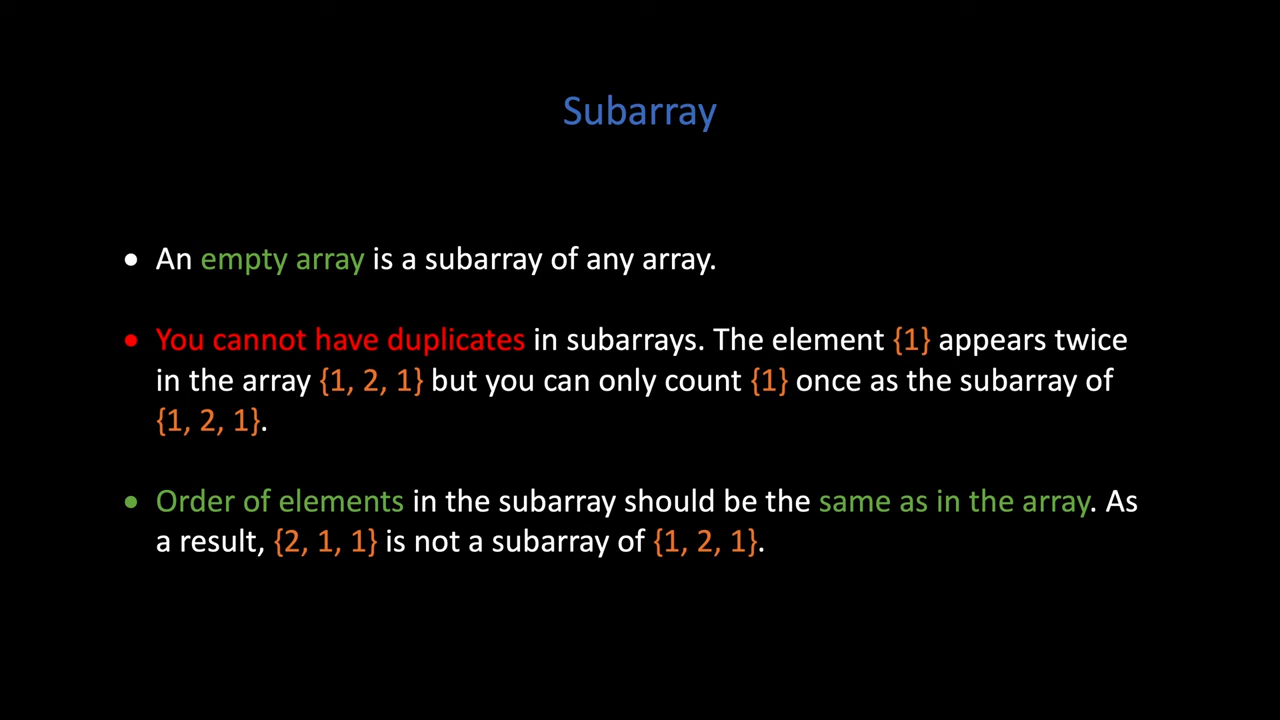 Subarray
• An empty array is a subarray of any array.
• You cannot have duplicates in subarrays. The element {1} appears twice
in the array {1, 2, 1} but you can only count {1} once as the subarray of
{1, 2, 1}.
• Order of elements in the subarray should be the same as in the array. As
a result, {2, 1, 1} is not a subarray of {1, 2, 1}.